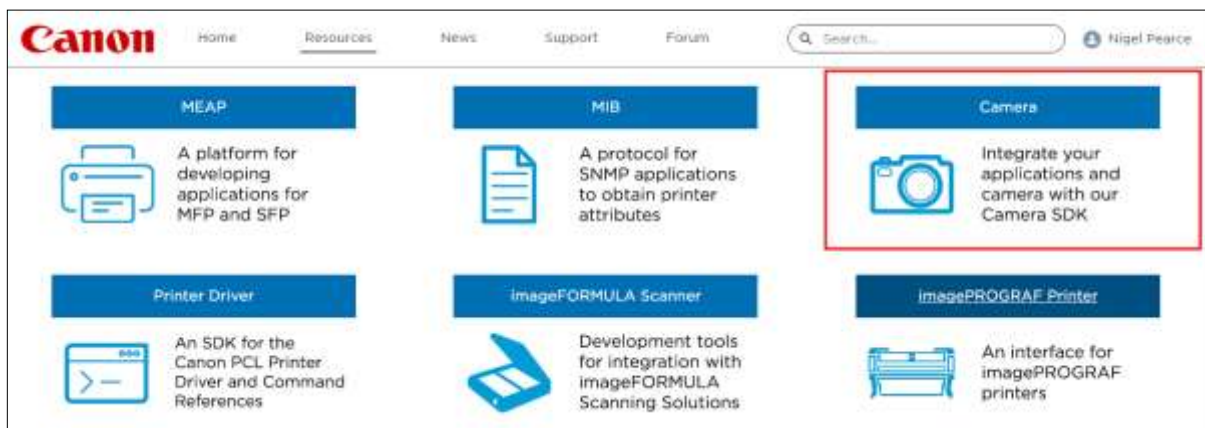 Canon Home Resources News Support Forum Search... Nigel Pearce
MEAP MIB Camera
A platform for
developing
applications for
MFP and SFP
A protocol for
SNMP applications
to obtain printer
attributes
Integrate your
applications and
camera with our
Camera SDK
Printer Driver imageFORMULA Scanner imagePROGRAF Printer
An SDK for the
Canon PCL Printer
Driver and Command
References
Development tools
for integration with
imageFORMULA
Scanning Solutions
An interface for
imagePROGRAF
printers